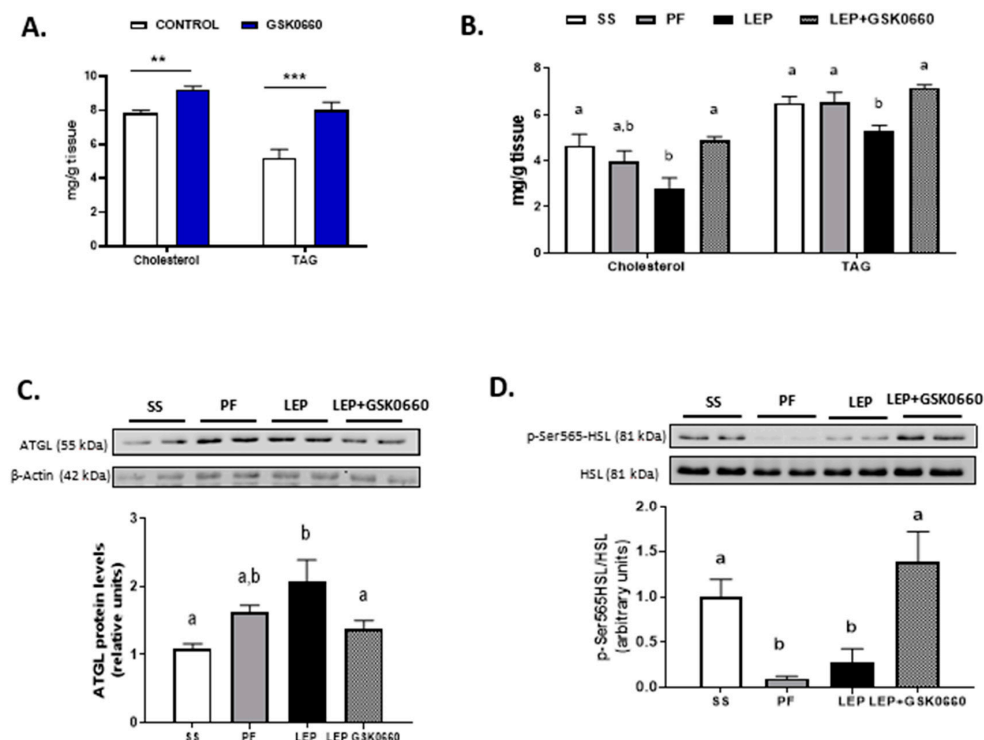 A.
CONTROL GSK0660
**
***
10
8
6
4
2
0
mg/g tissue
Cholesterol TAG
B.
SS PF LEP LEP+GSK0660
8
6
4
2
0
mg/g tissue
a a,b b a a a b a
Cholesterol TAG
C.
SS PF LEP LEP+GSK0660
ATGL (55 kDa)
β-Actin (42 kDa)
3
2
1
0
ATGL protein levels
(relative units)
a a,b b a
SS PF LEP LEP GSK0660
D.
SS PF LEP LEP+GSK0660
p-Ser565-HSL (81 kDa)
HSL (81 kDa)
2.0
1.5
1.0
0.5
0.0
p-Ser565HSL/HSL
(arbitrary units)
a b b a
SS PF LEP LEP+GSK0660